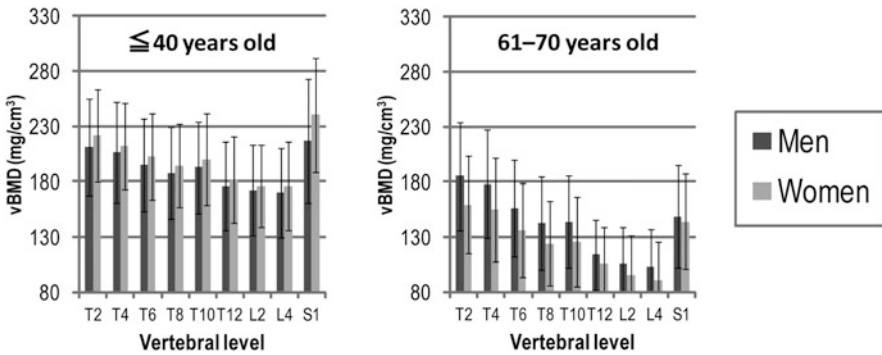 ≦ 40 years old
vBMD (mg/cm³)
330
280
230
180
130
80
T2 T4 T6 T8 T10 T12 L2 L4 S1
Vertebral level
61–70 years old
vBMD (mg/cm³)
330
280
230
180
130
80
T2 T4 T6 T8 T10 T12 L2 L4 S1
Vertebral level
Men
Women